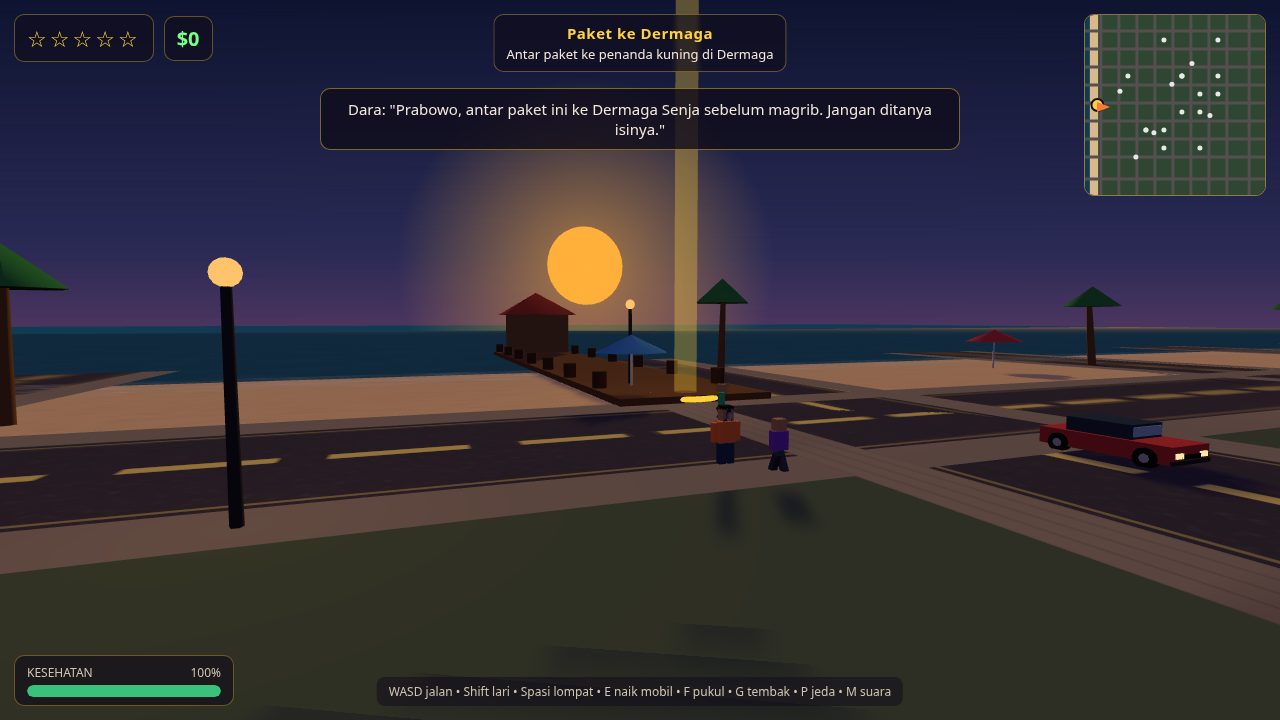 ☆☆☆☆☆
$0
Paket ke Dermaga
Antar paket ke penanda kuning di Dermaga
Dara: "Prabowo, antar paket ini ke Dermaga Senja sebelum magrib. Jangan ditanya
isinya."
KESEHATAN 100%
WASD jalan • Shift lari • Spasi lompat • E naik mobil • F pukul • G tembak • P jeda • M suara